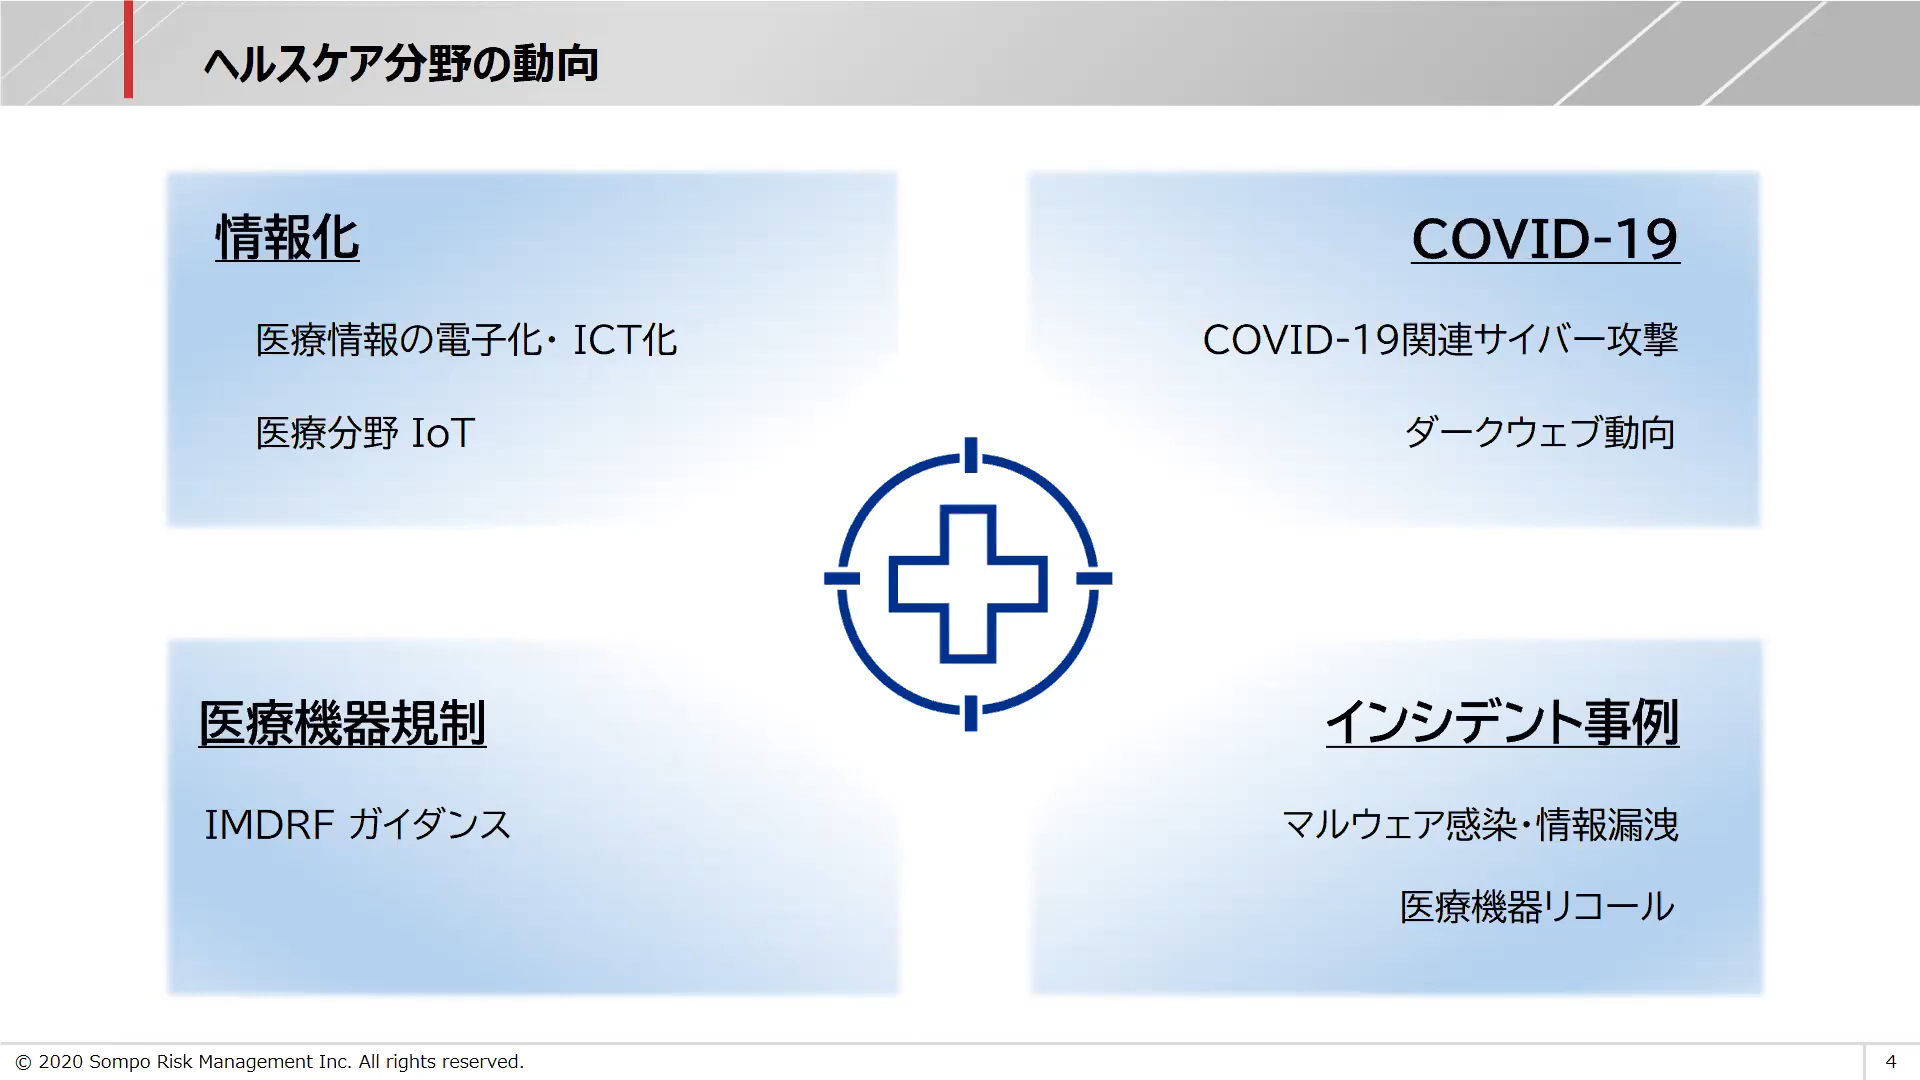 ヘルスケア分野の動向
情報化
医療情報の電子化・ ICT化
医療分野 IoT
COVID-19
COVID-19関連サイバー攻撃
ダークウェブ動向
医療機器規制
IMDRF ガイダンス
インシデント事例
マルウェア感染・情報漏洩
医療機器リコール
© 2020 Sompo Risk Management Inc. All rights reserved.
4